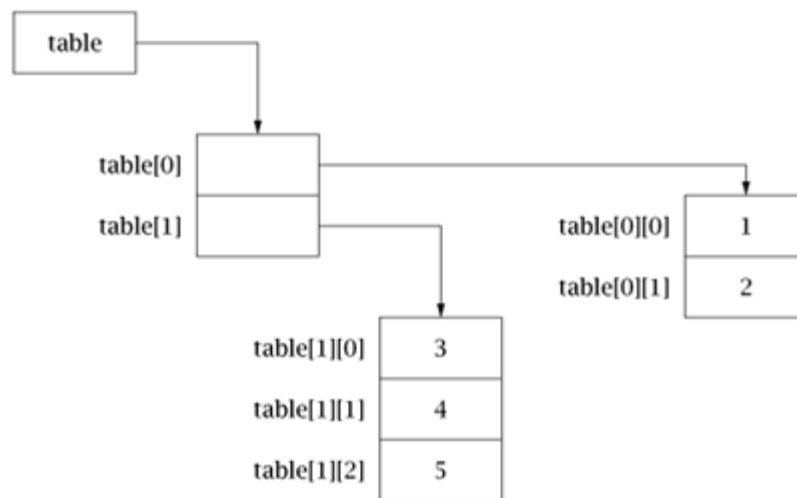 table
table[0]
table[1]
table[0][0] 1
table[0][1] 2
table[1][0] 3
table[1][1] 4
table[1][2] 5